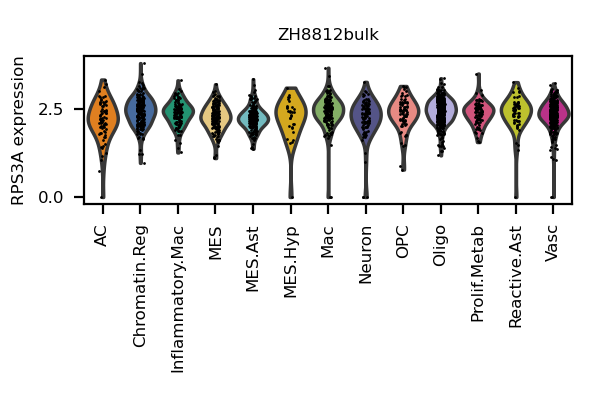 ZH8812bulk
RPS3A expression
2.5
0.0
AC
Chromatin.Reg
Inflammatory.Mac
MES
MES.Ast
MES.Hyp
Mac
Neuron
OPC
Oligo
Prolif.Metab
Reactive.Ast
Vasc